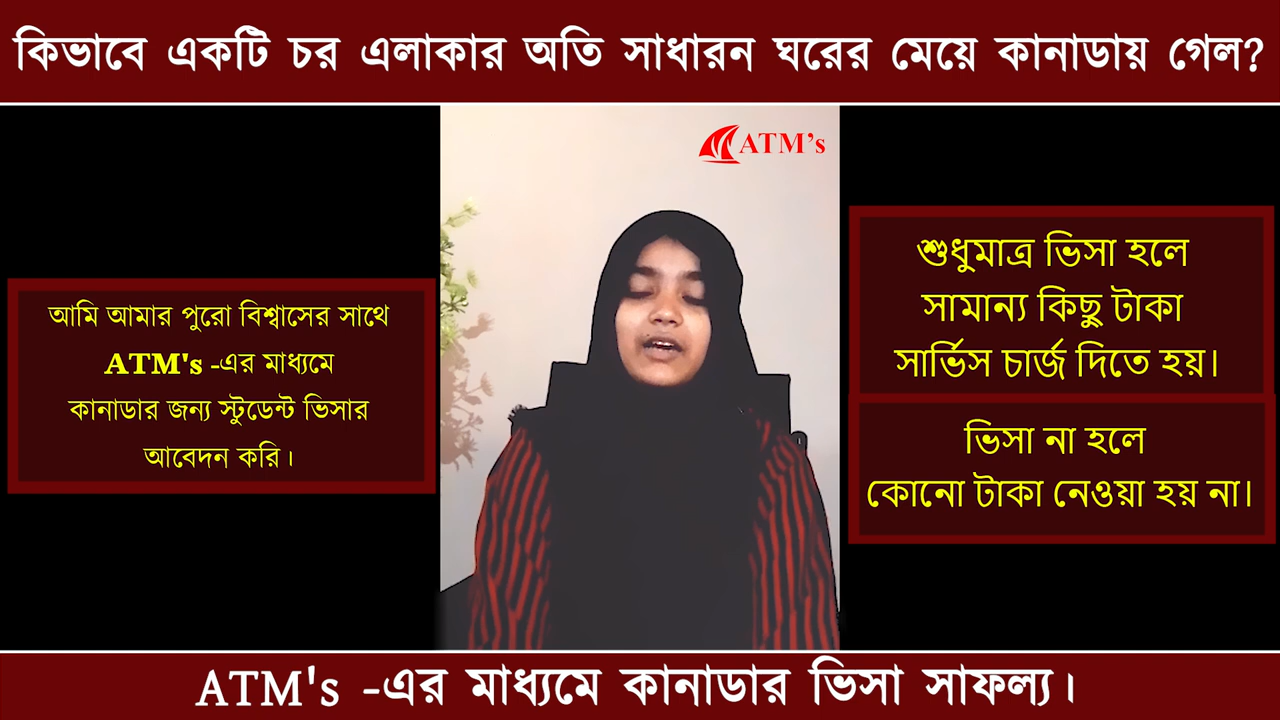 কিভাবে একটি চর এলাকার অতি সাধারন ঘরের মেয়ে কানাডায় গেল?
ATM's
আমি আমার পুরো বিশ্বাসের সাথে
ATM's -এর মাধ্যমে
কানাডার জন্য স্টুডেন্ট ভিসার
আবেদন করি।
শুধুমাত্র ভিসা হলে
সামান্য কিছু টাকা
সার্ভিস চার্জ দিতে হয়।
ভিসা না হলে
কোনো টাকা নেওয়া হয় না।
ATM's -এর মাধ্যমে কানাডার ভিসা সাফল্য।